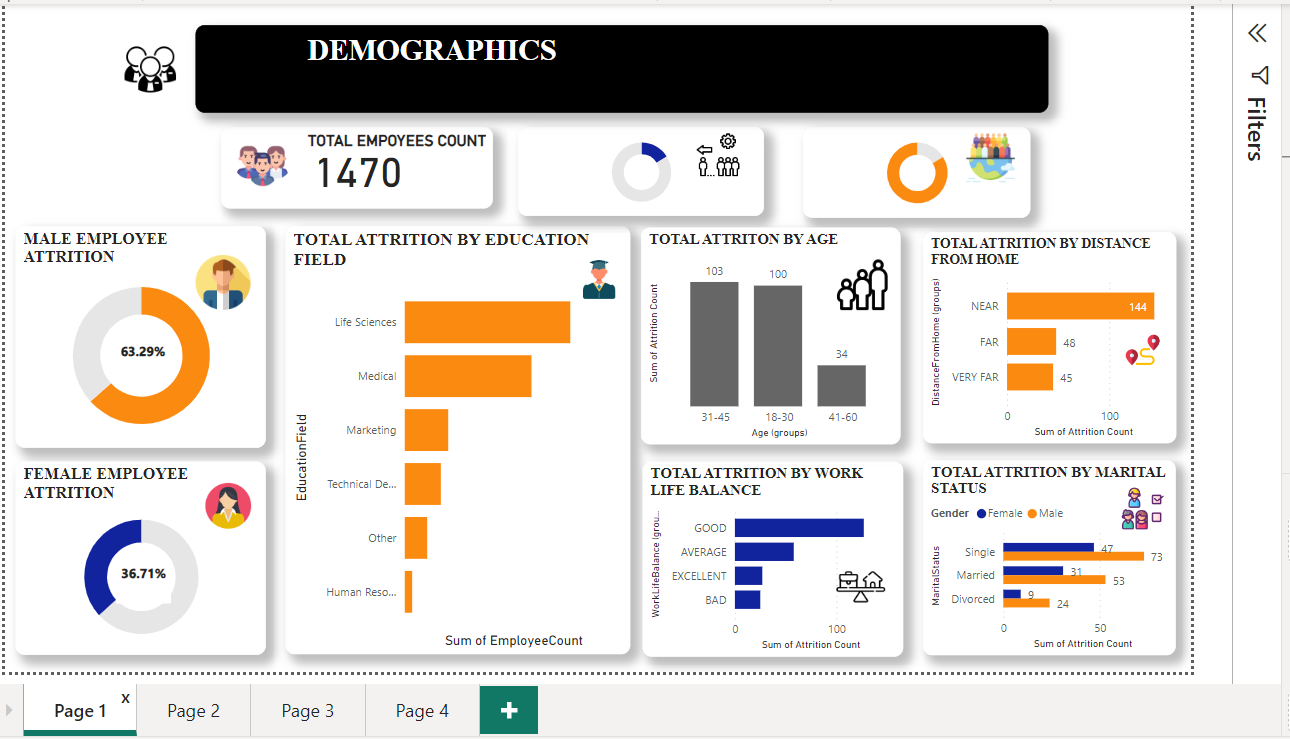 DEMOGRAPHICS
TOTAL EMPOYEES COUNT
1470
MALE EMPLOYEE
ATTRITION
63.29%
FEMALE EMPLOYEE
ATTRITION
36.71%
TOTAL ATTRITION BY EDUCATION
FIELD
EducationField
Life Sciences
Medical
Marketing
Technical De...
Other
Human Reso...
Sum of EmployeeCount
TOTAL ATTRITON BY AGE
Sum of Attrition Count
103
100
34
31-45
18-30
41-60
Age (groups)
TOTAL ATTRITION BY DISTANCE
FROM HOME
DistanceFromHome (groups)
NEAR
144
FAR
48
VERY FAR
45
0
100
Sum of Attrition Count
TOTAL ATTRITION BY WORK
LIFE BALANCE
WorkLifeBalance (grou...
GOOD
AVERAGE
EXCELLENT
BAD
0
100
Sum of Attrition Count
TOTAL ATTRITION BY MARITAL
STATUS
Gender Female Male
MaritalStatus
Single
47
73
Married
31
53
Divorced
9
24
0
50
Sum of Attrition Count
Filters
Page 1 x
Page 2
Page 3
Page 4